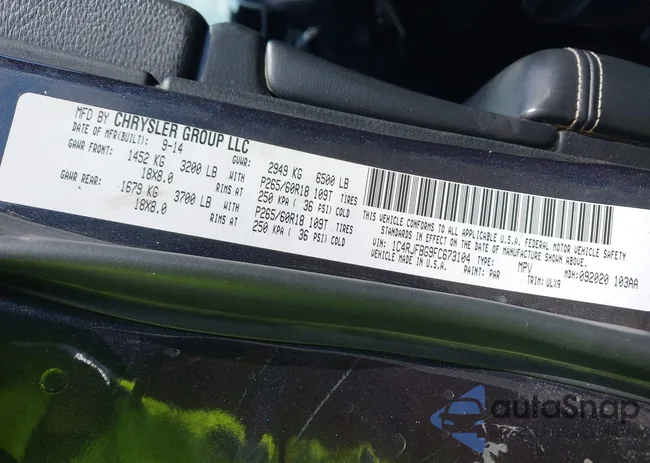 MFD BY CHRYSLER GROUP LLC
DATE OF MFR(BUILT): 9-14 GVWR: 2949 KG 6500 LB
GAWR FRONT: 1452 KG 3200 LB WITH P265/60R18 109T TIRES
18X8.0 RIMS AT 250 KPA ( 36 PSI) COLD
GAWR REAR: 1679 KG 3700 LB WITH P265/60R18 109T
18X8.0 RIMS AT 250 KPA ( 36 PSI) COLD
THIS VEHICLE CONFORMS TO ALL APPLICABLE U.S.A. FEDERAL MOTOR VEHICLE SAFETY
STANDARDS IN EFFECT ON THE DATE OF MANUFACTURE SHOWN ABOVE.
VIN: 1C4RJFBG9FC673104 TYPE: MPV MDH: 092020 103AA
VEHICLE MADE IN U.S.A. PAINT: PAR TRIM: ULX9
autoSnap